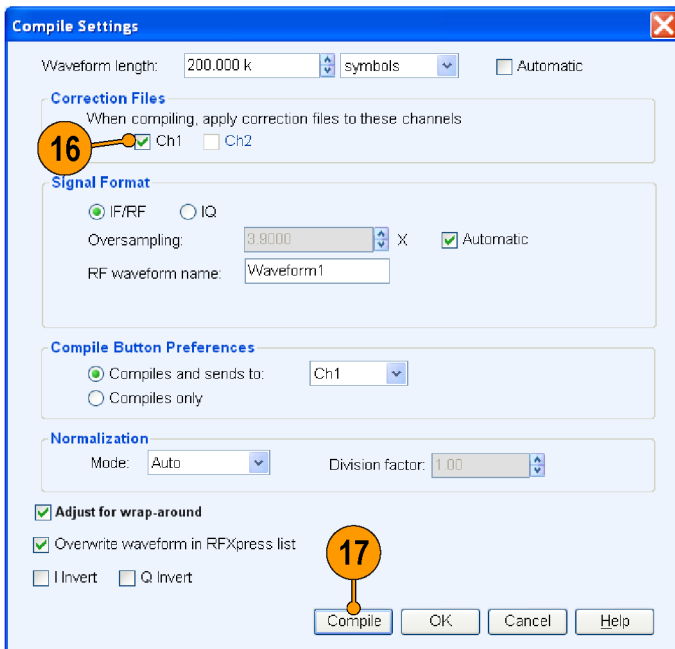 Compile Settings
Waveform length: 200.000 k symbols Automatic
Correction Files
When compiling, apply correction files to these channels
16 Ch1 Ch2
Signal Format
IF/RF IQ
Oversampling: 3.9000 X Automatic
RF waveform name: Waveform1
Compile Button Preferences
Compiles and sends to: Ch1
Compiles only
Normalization
Mode: Auto Division factor: 1.00
Adjust for wrap-around
Overwrite waveform in RFXpress list
17
I Invert Q Invert
Compile OK Cancel Help